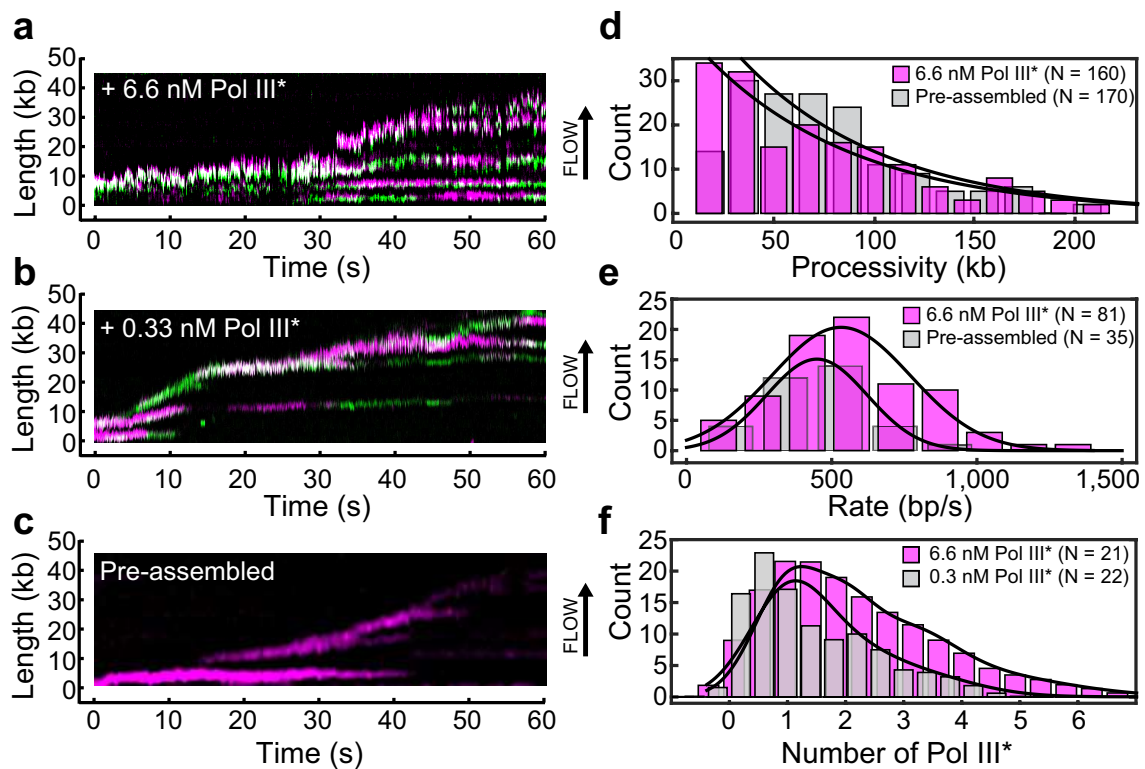 a
Length (kb)
50
40
30
20
10
0
+ 6.6 nM Pol III*
0 10 20 30 40 50 60
Time (s)
FLOW
b
Length (kb)
50
40
30
20
10
0
+ 0.33 nM Pol III*
0 10 20 30 40 50 60
Time (s)
FLOW
c
Length (kb)
50
40
30
20
10
0
Pre-assembled
0 10 20 30 40 50 60
Time (s)
FLOW
d
Count
30
20
10
0
6.6 nM Pol III* (N = 160)
Pre-assembled (N = 170)
0 50 100 150 200
Processivity (kb)
e
Count
25
20
15
10
5
0
6.6 nM Pol III* (N = 81)
Pre-assembled (N = 35)
0 500 1,000 1,500
Rate (bp/s)
f
Count
25
20
15
10
5
0
6.6 nM Pol III* (N = 21)
0.3 nM Pol III* (N = 22)
0 1 2 3 4 5 6
Number of Pol III*